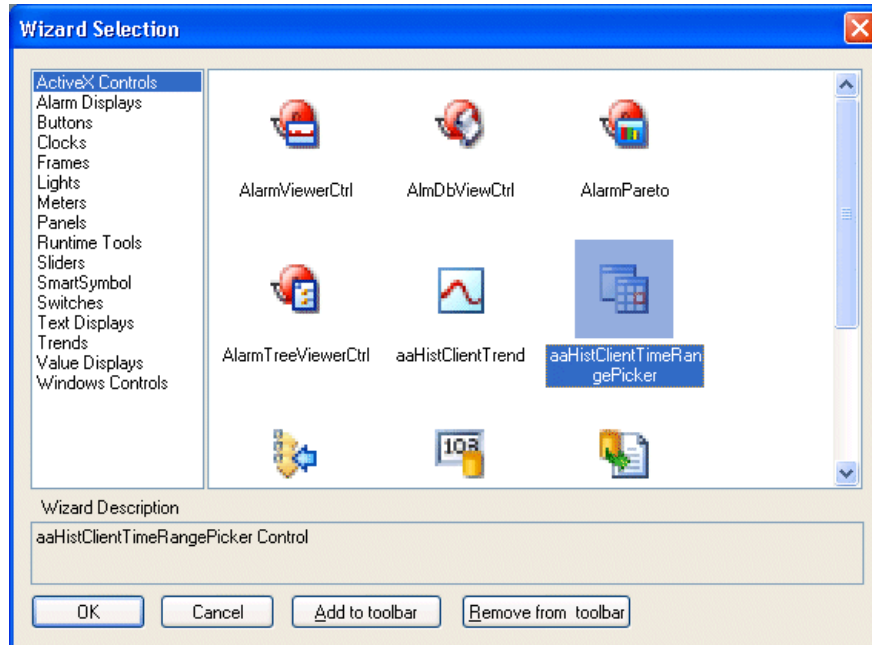 Wizard Selection
ActiveX Controls
Alarm Displays
Buttons
Clocks
Frames
Lights
Meters
Panels
Runtime Tools
Sliders
SmartSymbol
Switches
Text Displays
Trends
Value Displays
Windows Controls
AlarmViewerCtrl
AlmDbViewCtrl
AlarmPareto
AlarmTreeViewerCtrl
aaHistClientTrend
aaHistClientTimeRan
gePicker
103
Wizard Description
aaHistClientTimeRangePicker Control
OK
Cancel
Add to toolbar
Remove from toolbar